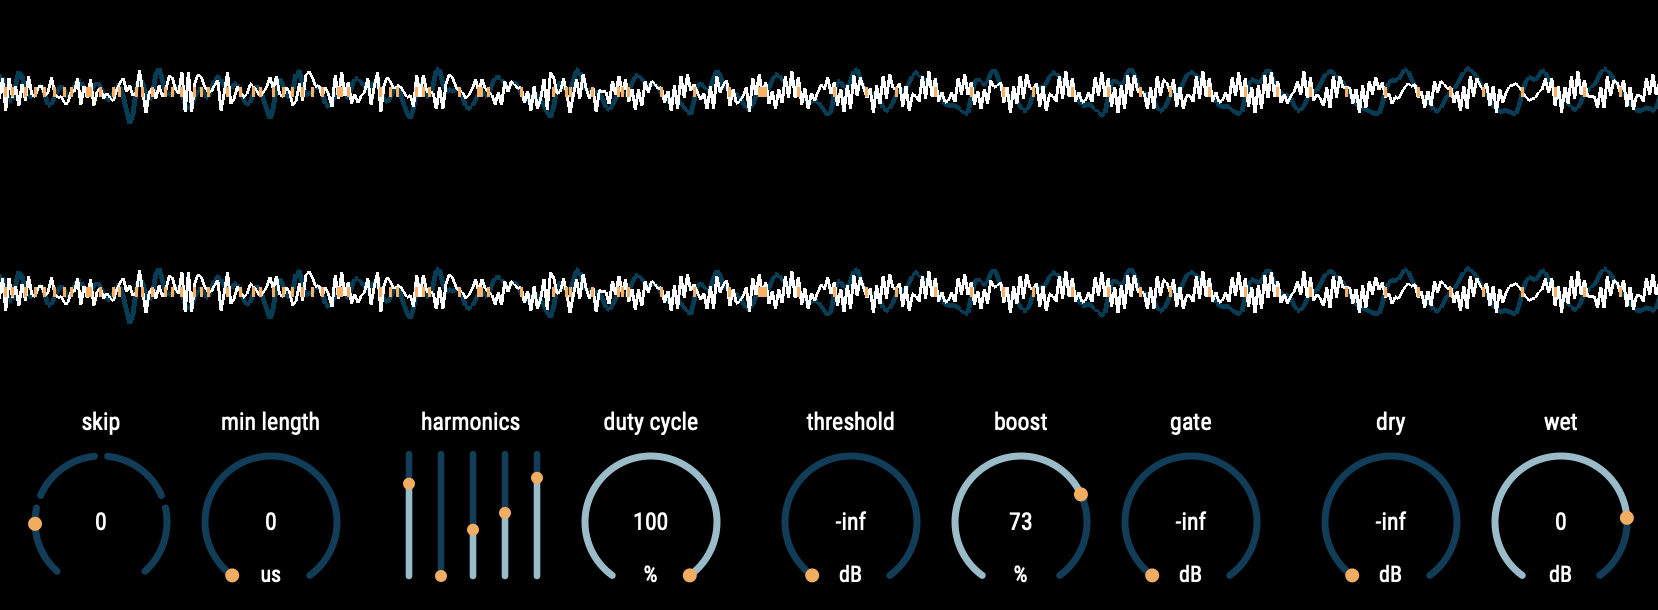 skip min length harmonics duty cycle threshold boost gate dry wet
0 0 100 -inf 73 -inf -inf 0
us % dB % dB dB dB